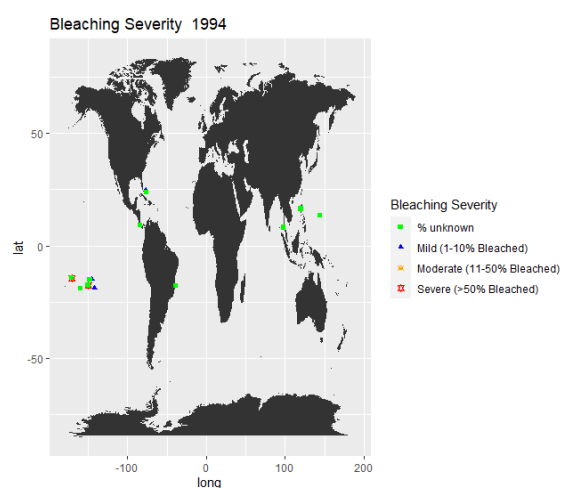 Bleaching Severity  1994
50
0
-50
lat
-100
0
100
200
long
Bleaching Severity
% unknown
Mild (1-10% Bleached)
Moderate (11-50% Bleached)
Severe (>50% Bleached)